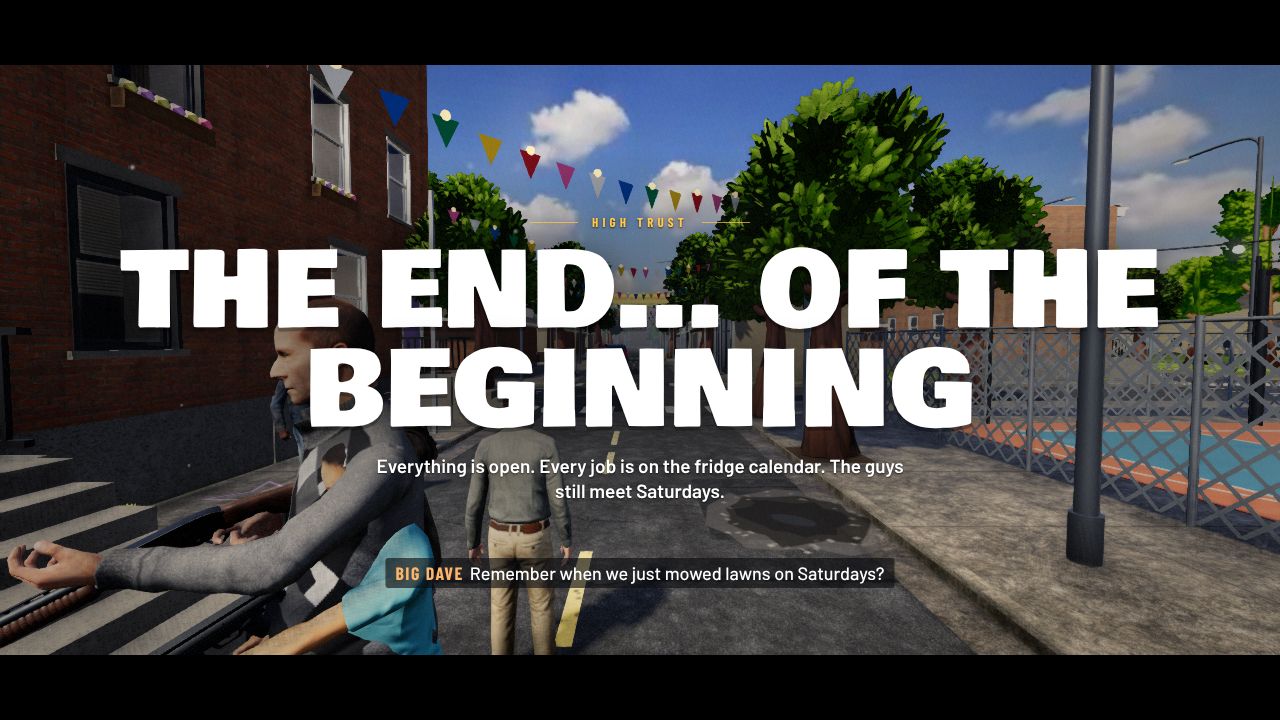 HIGH TRUST
THE END... OF THE
BEGINNING
Everything is open. Every job is on the fridge calendar. The guys
still meet Saturdays.
BIG DAVE Remember when we just mowed lawns on Saturdays?